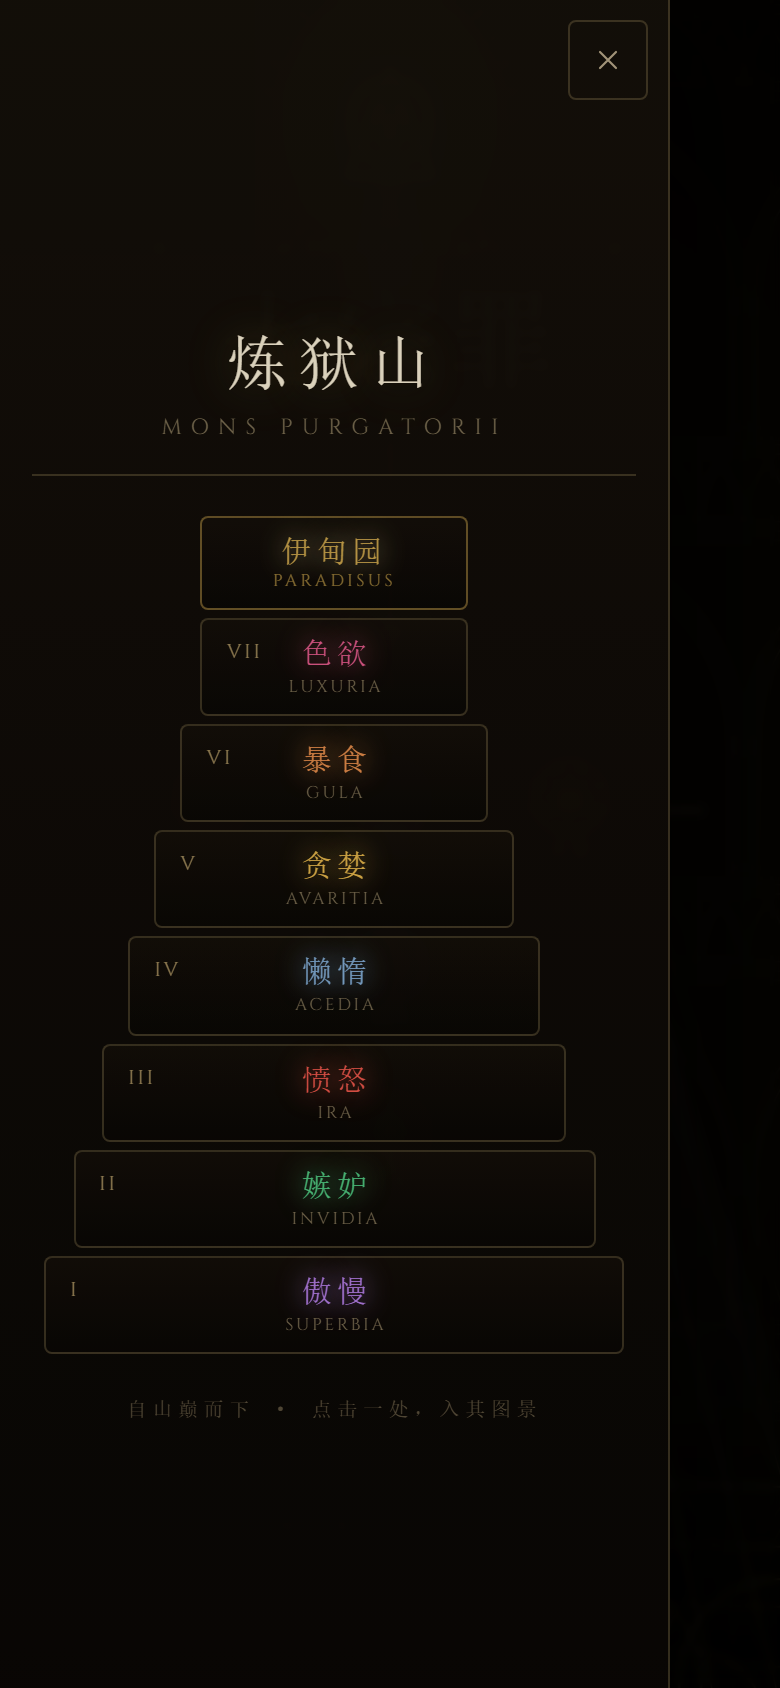 炼狱山
MONS PURGATORII
伊甸园
PARADISUS
VII 色欲
LUXURIA
VI 暴食
GULA
V 贪婪
AVARITIA
IV 懒惰
ACEDIA
III 愤怒
IRA
II 嫉妒
INVIDIA
I 傲慢
SUPERBIA
自山巅而下 • 点击一处，入其图景